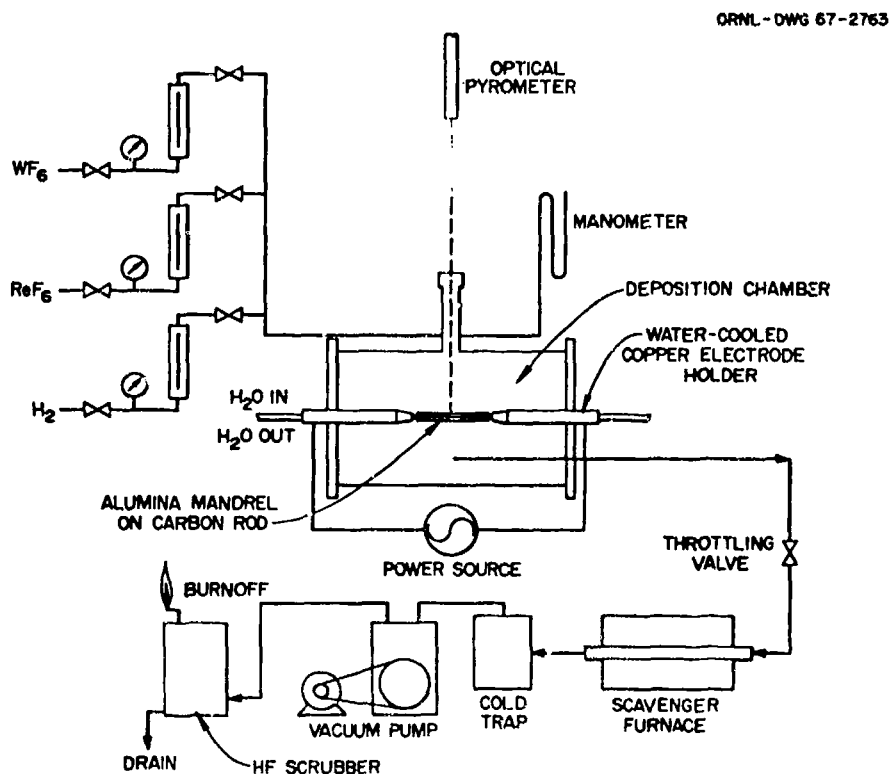 ORNL-DWG 67-2763
OPTICAL
PYROMETER
WF6
MANOMETER
ReF6
DEPOSITION CHAMBER
WATER-COOLED
COPPER ELECTRODE
HOLDER
H2
H2O IN
H2O OUT
ALUMINA MANDREL
ON CARBON ROD
POWER SOURCE
THROTTLING
VALVE
BURNOFF
VACUUM PUMP
COLD
TRAP
SCAVENGER
FURNACE
DRAIN
HF SCRUBBER